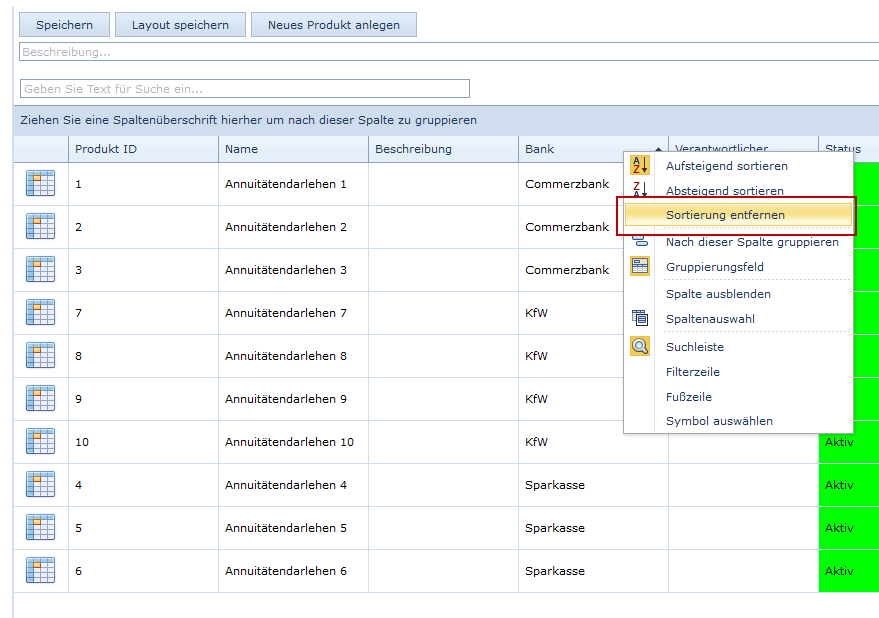 Speichern Layout speichern Neues Produkt anlegen
Beschreibung...
Geben Sie Text für Suche ein...
Ziehen Sie eine Spaltenüberschrift hierher um nach dieser Spalte zu gruppieren
Produkt ID Name Beschreibung Bank Verantwortlicher Status
1 Annuitätendarlehen 1 Commerzbank
2 Annuitätendarlehen 2 Commerzbank
3 Annuitätendarlehen 3 Commerzbank
7 Annuitätendarlehen 7 KfW
8 Annuitätendarlehen 8 KfW
9 Annuitätendarlehen 9 KfW
10 Annuitätendarlehen 10 KfW Aktiv
4 Annuitätendarlehen 4 Sparkasse Aktiv
5 Annuitätendarlehen 5 Sparkasse Aktiv
6 Annuitätendarlehen 6 Sparkasse Aktiv
Aufsteigend sortieren
Absteigend sortieren
Sortierung entfernen
Nach dieser Spalte gruppieren
Gruppierungsfeld
Spalte ausblenden
Spaltenauswahl
Suchleiste
Filterzeile
Fußzeile
Symbol auswählen